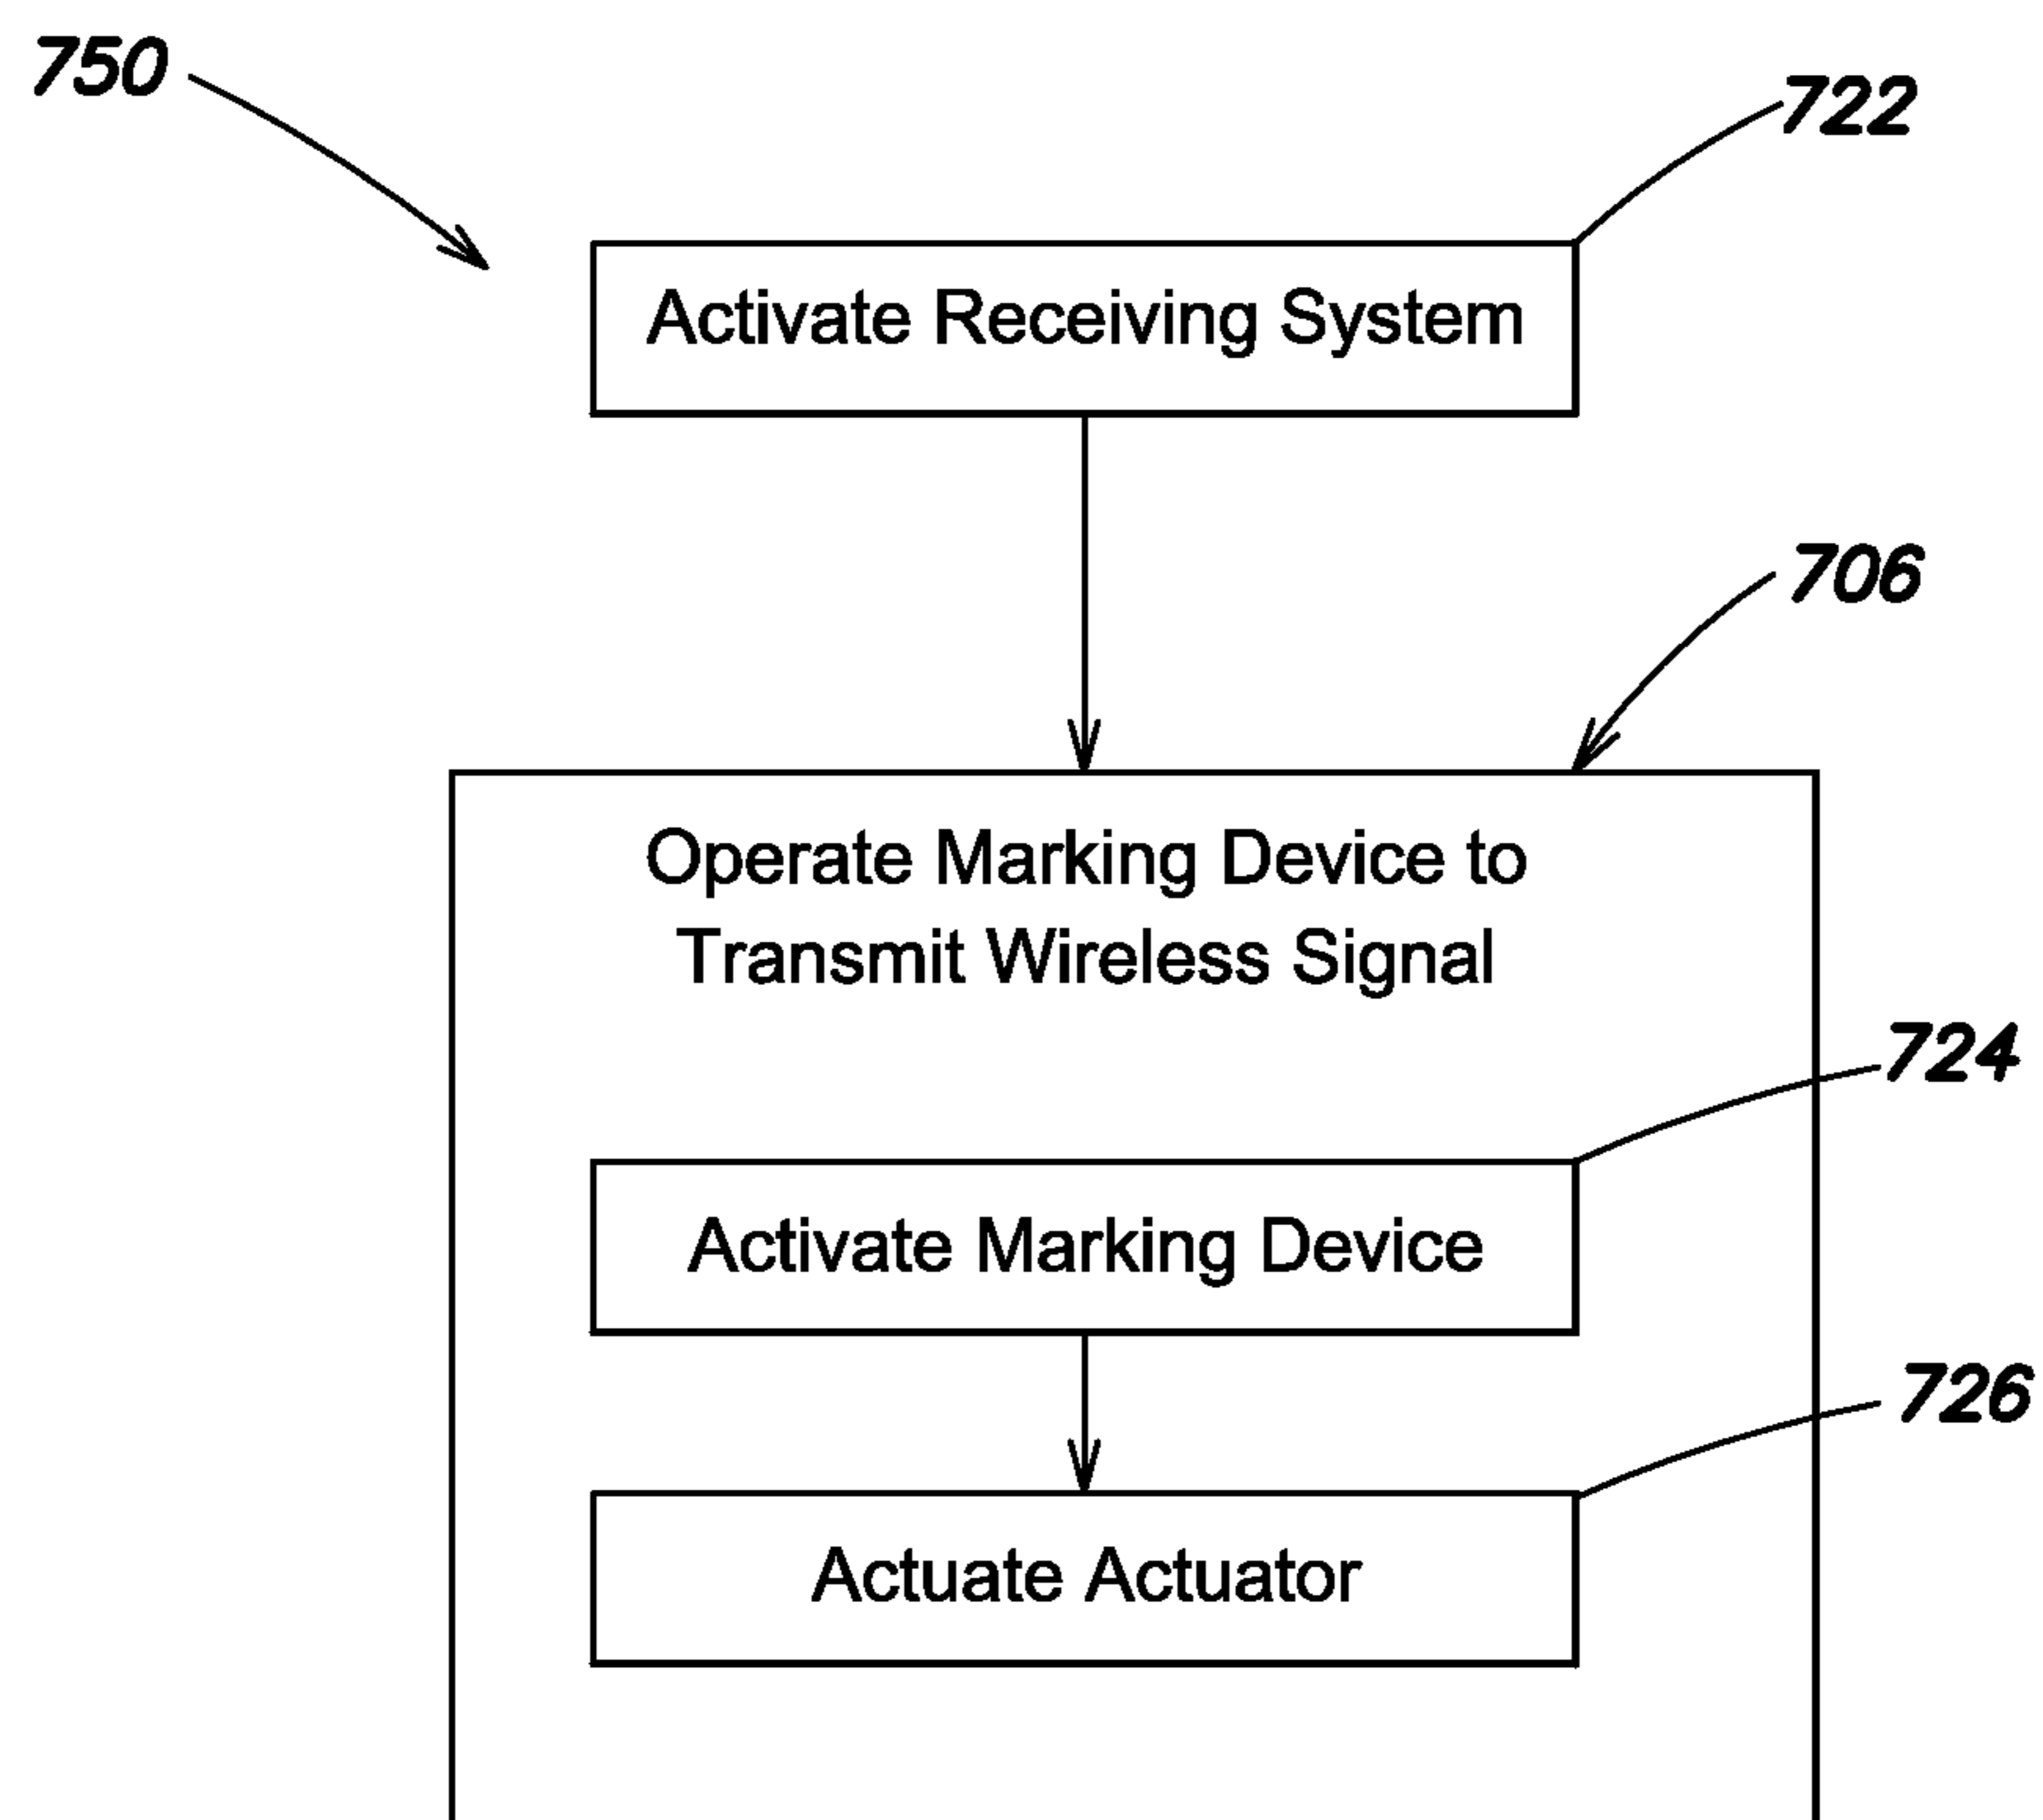 750
722
Activate Receiving System
706
Operate Marking Device to
Transmit Wireless Signal
724
Activate Marking Device
726
Actuate Actuator